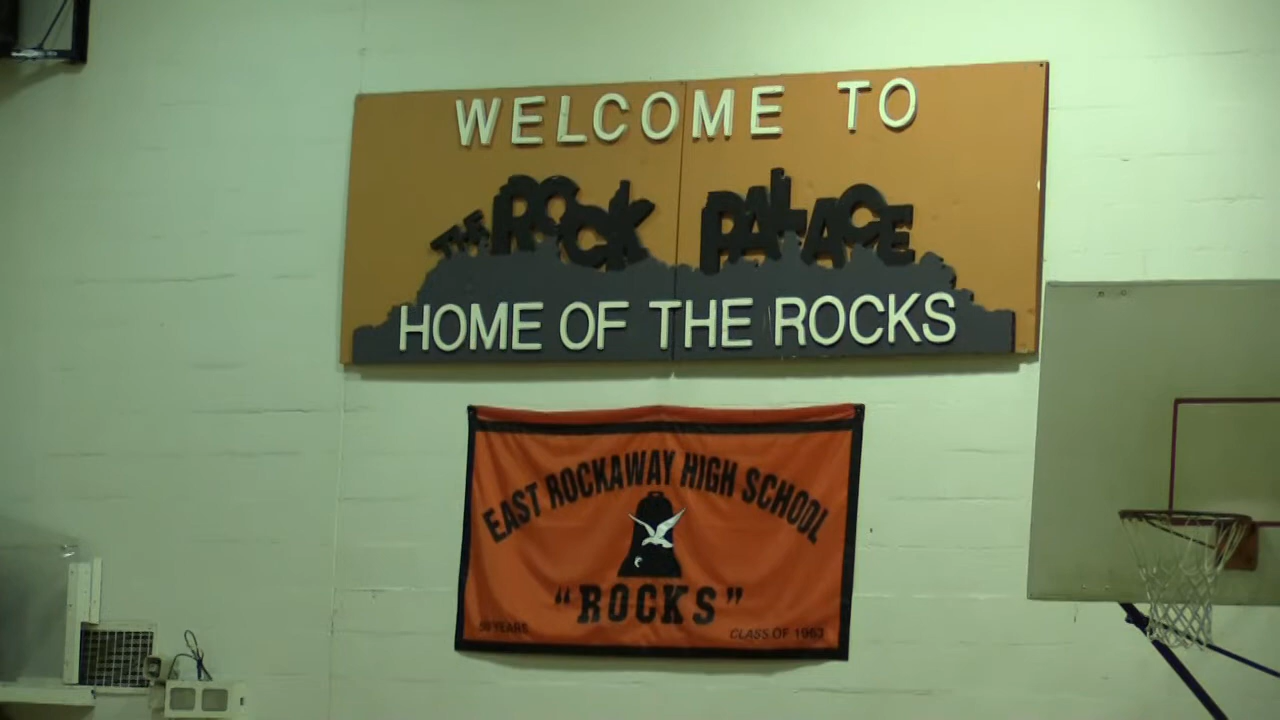 WELCOME TO
THE ROCK PALACE
HOME OF THE ROCKS
EAST ROCKAWAY HIGH SCHOOL
"ROCKS"
50 YEARS
CLASS OF 1963